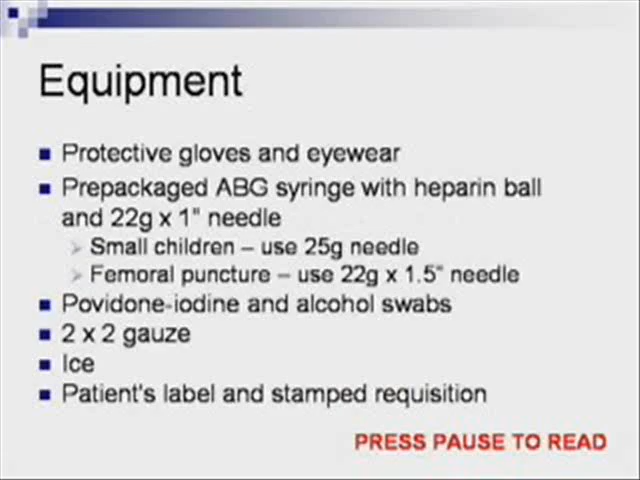 Equipment
Protective gloves and eyewear
Prepackaged ABG syringe with heparin ball
and 22g x 1" needle
Small children – use 25g needle
Femoral puncture – use 22g x 1.5" needle
Povidone-iodine and alcohol swabs
2 x 2 gauze
Ice
Patient's label and stamped requisition
PRESS PAUSE TO READ